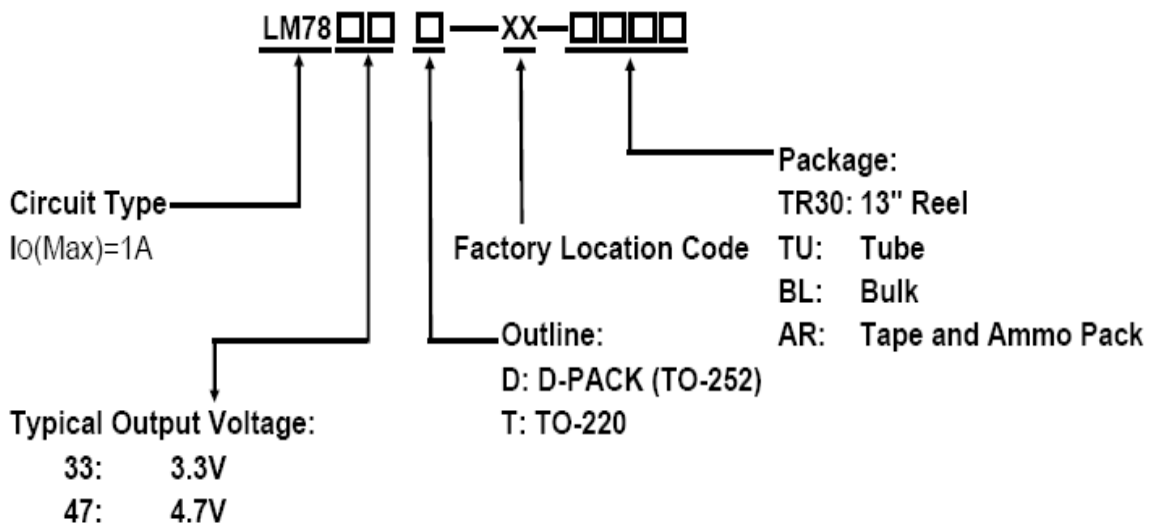 LM78□□ □—XX—□□□□
Package:
TR30: 13" Reel
TU: Tube
BL: Bulk
AR: Tape and Ammo Pack
Circuit Type
IO(Max)=1A
Factory Location Code
Outline:
D: D-PACK (TO-252)
T: TO-220
Typical Output Voltage:
33: 3.3V
47: 4.7V